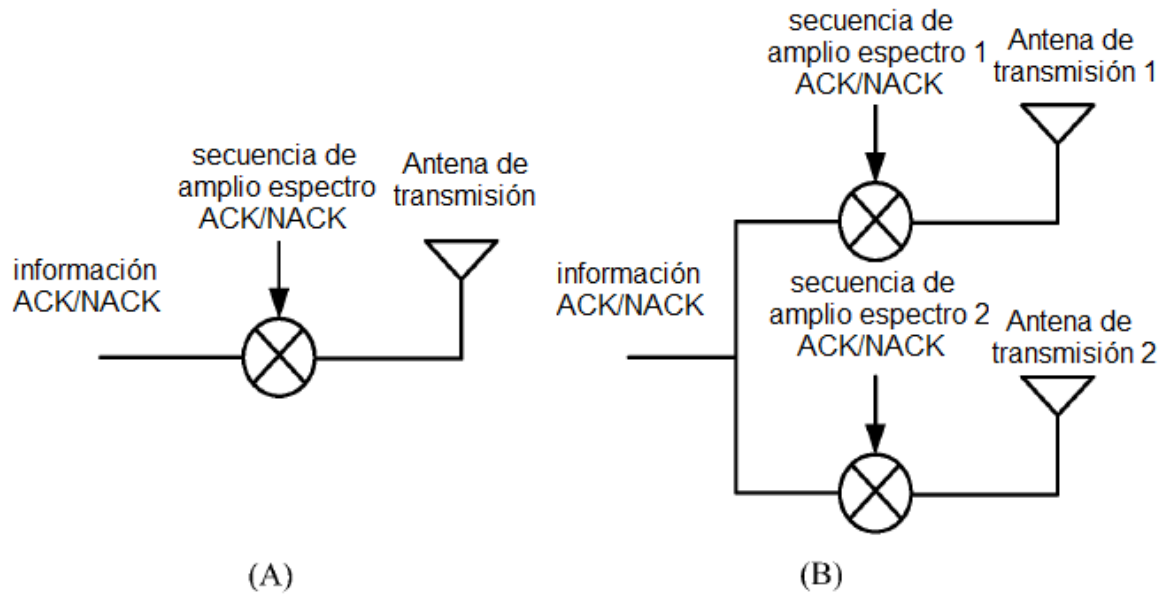 secuencia de
amplio espectro
ACK/NACK
Antena de
transmisión
información
ACK/NACK
(A)
secuencia de
amplio espectro 1
ACK/NACK
Antena de
transmisión 1
información
ACK/NACK
secuencia de
amplio espectro 2
ACK/NACK
Antena de
transmisión 2
(B)